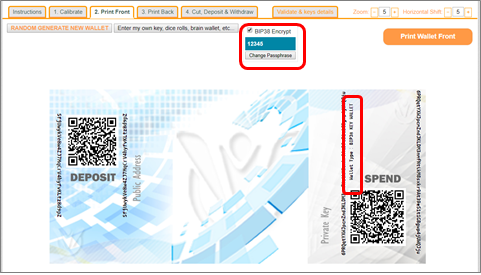 Instructions
1. Calibrate
2. Print Front
3. Print Back
4. Cut, Deposit & Withdraw
Validate & keys details
Zoom: - 5 +
Horizontal Shift: - 5 +
RANDOM GENERATE NEW WALLET
Enter my own key, dice rolls, brain wallet, etc...
BIP38 Encrypt
12345
Change Passphrase
Print Wallet Front
DEPOSIT
Public Address
Wallet Type BIP38 KEY WALLET
SPEND
Private Key